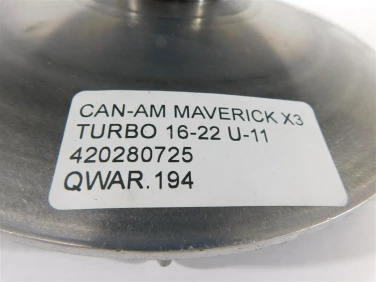 CAN-AM MAVERICK X3
TURBO 16-22 U-11
420280725
QWAR.194